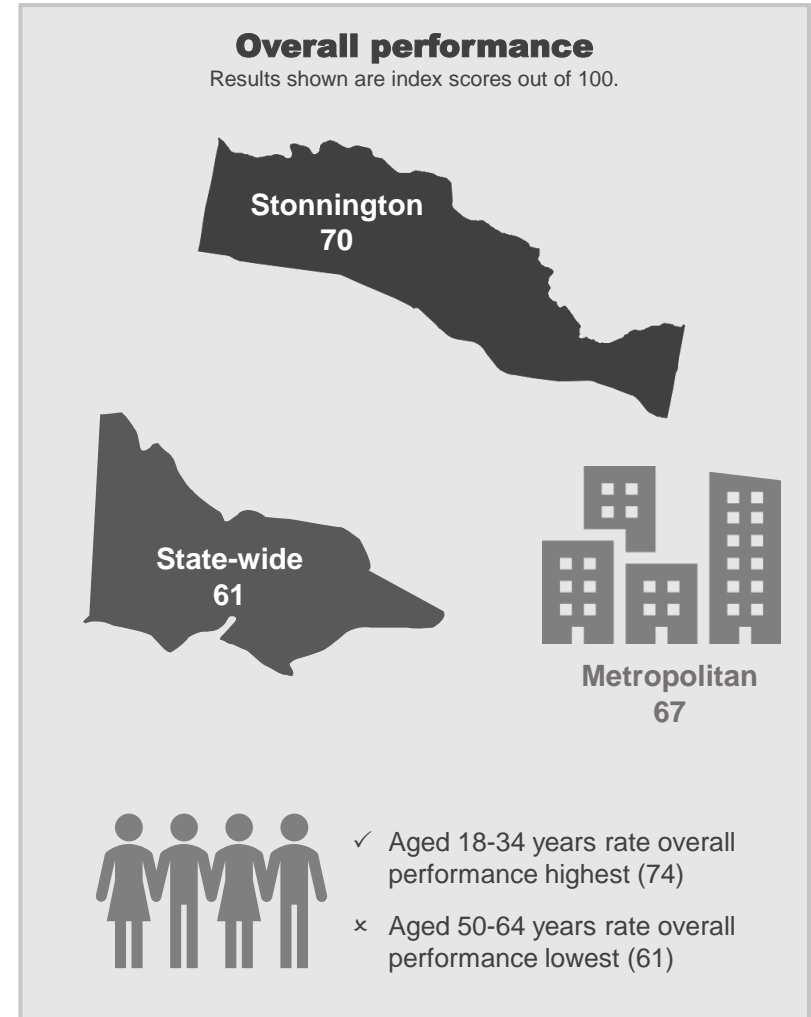 Overall performance
Results shown are index scores out of 100.
Stonnington
70
State-wide
61
Metropolitan
67
✓ Aged 18-34 years rate overall
performance highest (74)
× Aged 50-64 years rate overall
performance lowest (61)